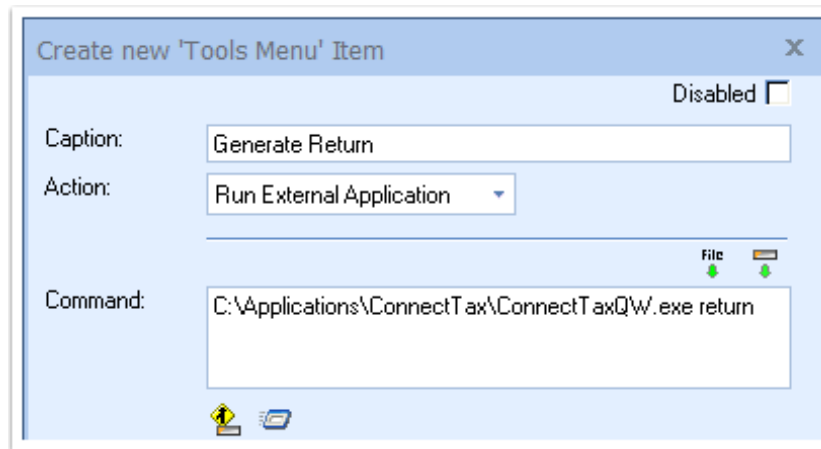 Create new 'Tools Menu' Item X
Disabled
Caption: Generate Return
Action: Run External Application
File
Command: C:\Applications\ConnectTax\ConnectTaxQW.exe return